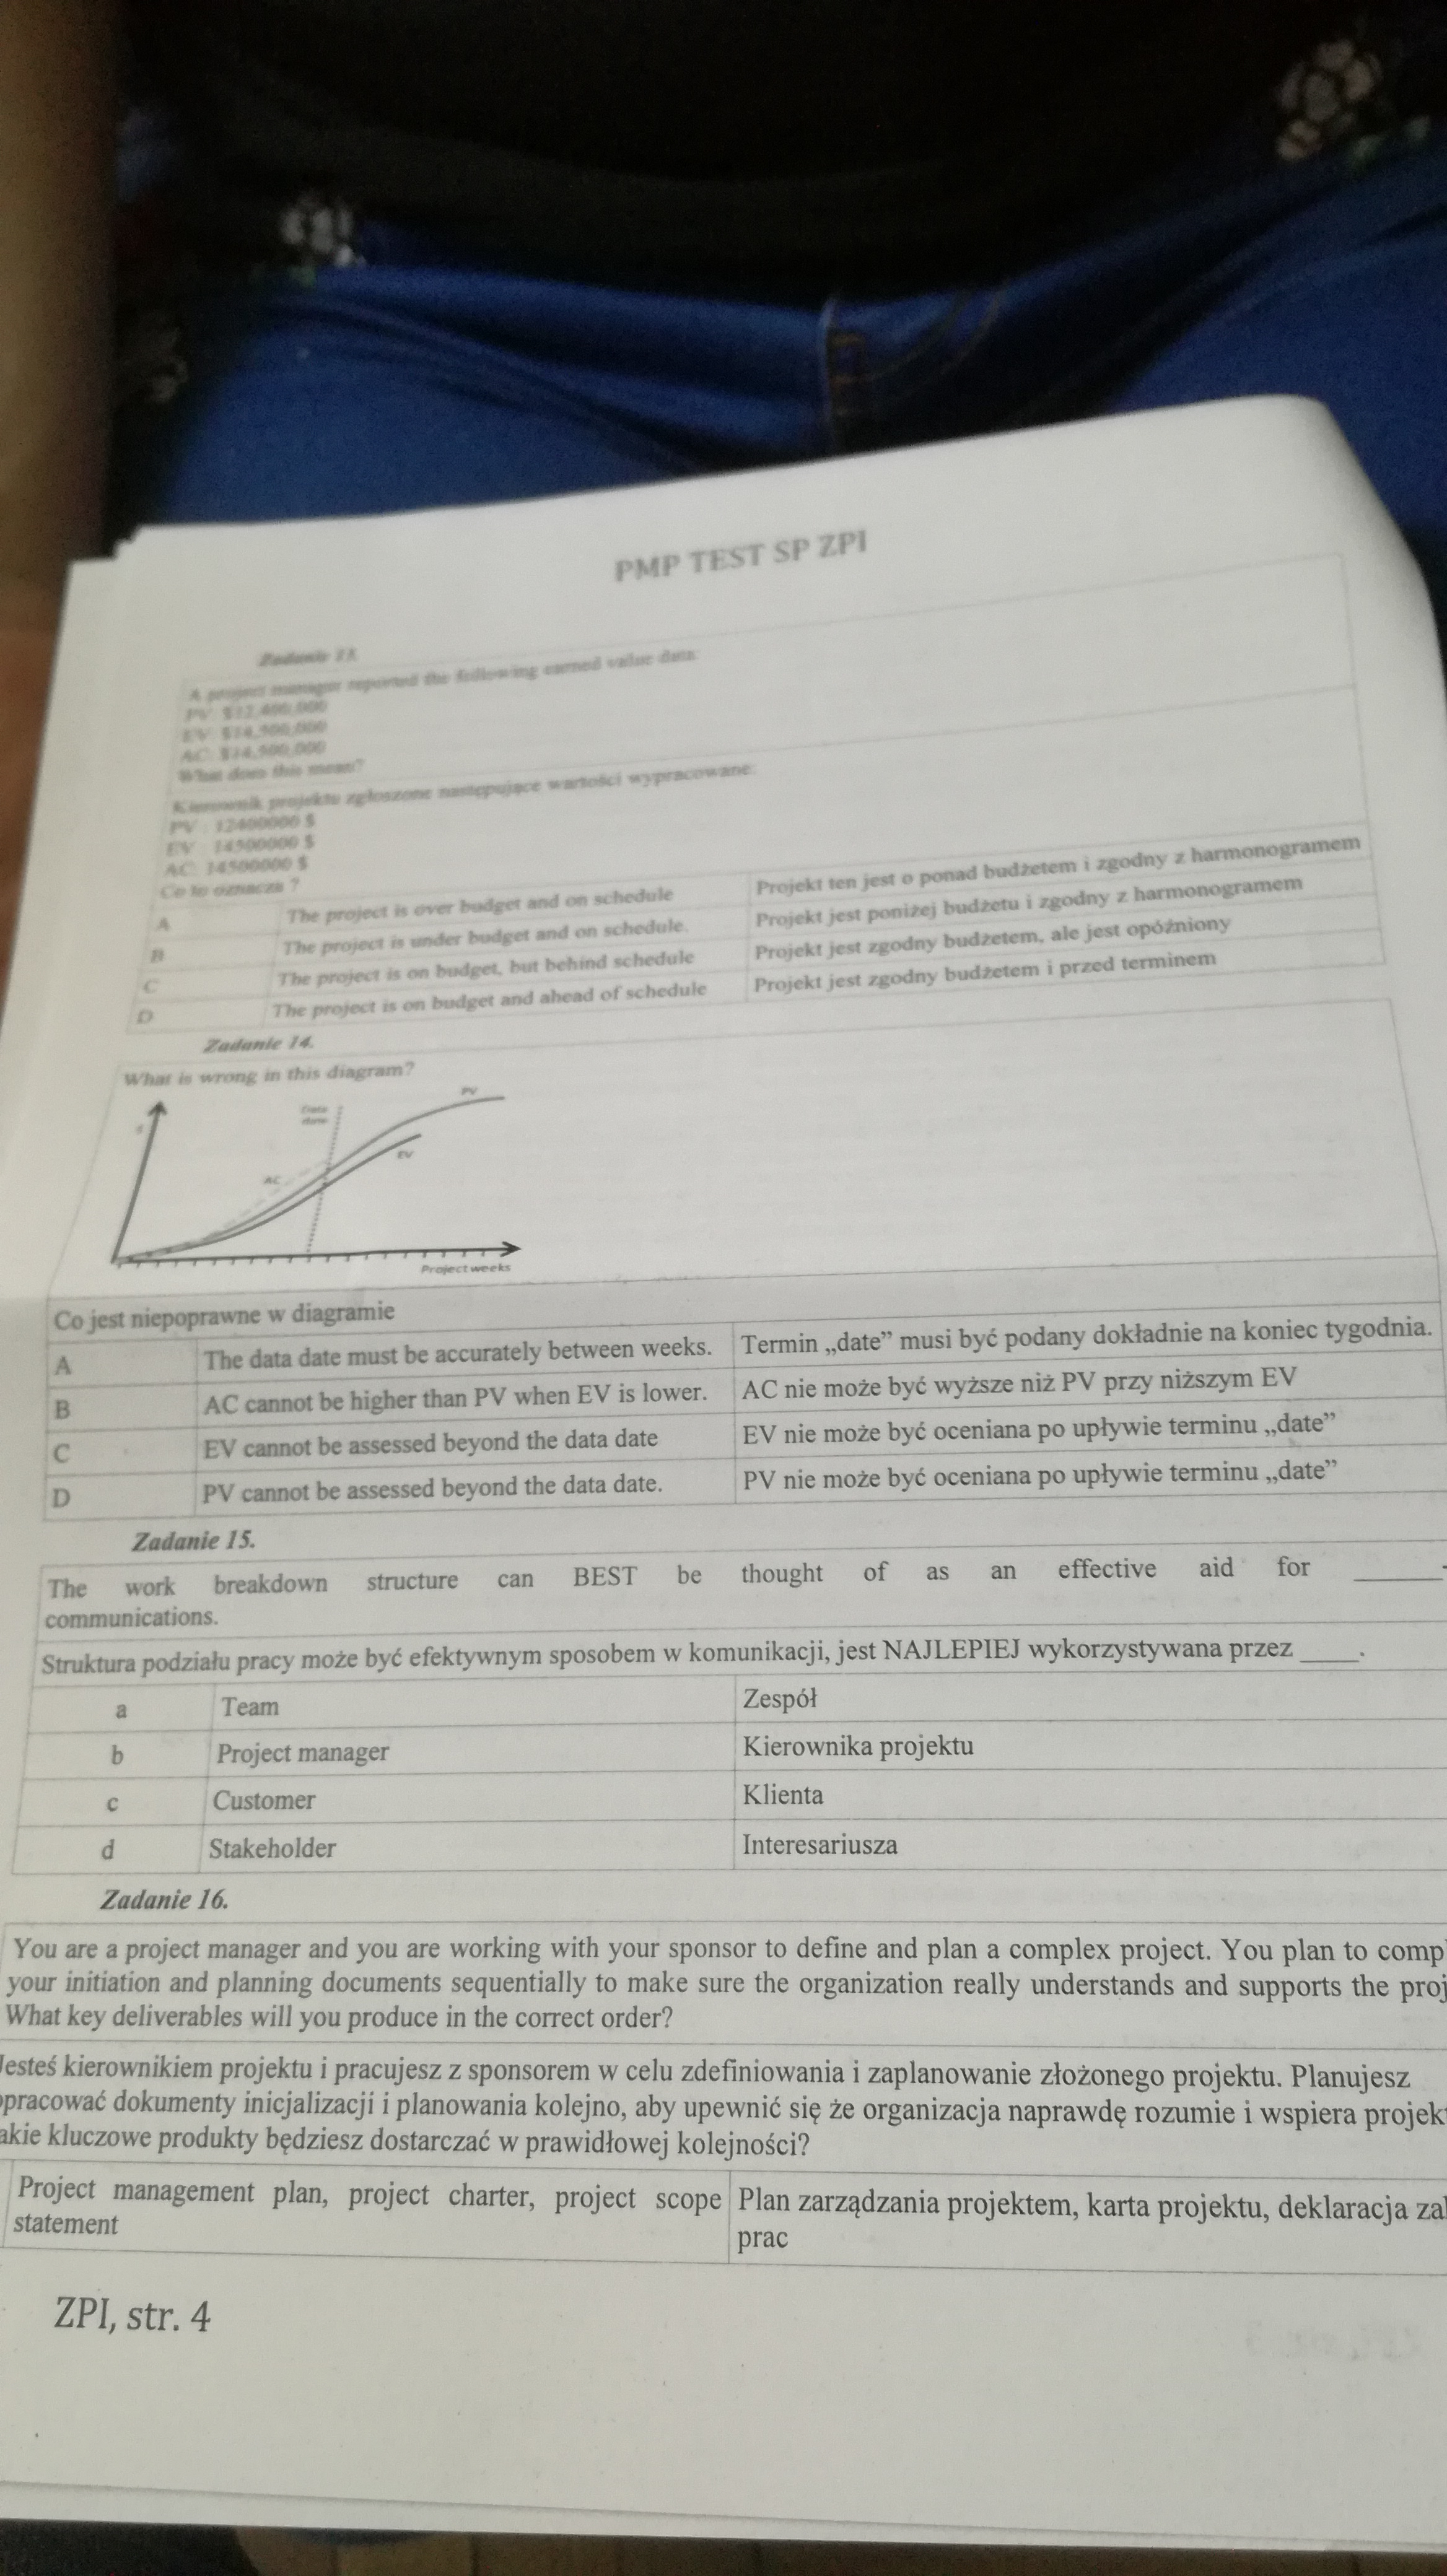 PMP TEST SP ZPI
Zadanie 13.
A project manager reported the following earned value data:
PV: $12,400,000
EV: $14,500,000
AC: $14,500,000
What does this mean?
Kierownik projektu zgłoszone następujące wartości wypracowane:
PV : 12400000 $
EV : 14500000 $
AC: 14500000 $
Co to oznacza ?
A The project is over budget and on schedule Projekt ten jest o ponad budżetem i zgodny z harmonogramem
B The project is under budget and on schedule. Projekt jest poniżej budżetu i zgodny z harmonogramem
C The project is on budget, but behind schedule Projekt jest zgodny budżetem, ale jest opóźniony
D The project is on budget and ahead of schedule Projekt jest zgodny budżetem i przed terminem
Zadanie 14.
What is wrong in this diagram?
PV
Data
date
EV
AC
Project weeks
Co jest niepoprawne w diagramie
A The data date must be accurately between weeks. Termin „date” musi być podany dokładnie na koniec tygodnia.
B AC cannot be higher than PV when EV is lower. AC nie może być wyższe niż PV przy niższym EV
C EV cannot be assessed beyond the data date EV nie może być oceniana po upływie terminu „date”
D PV cannot be assessed beyond the data date. PV nie może być oceniana po upływie terminu „date”
Zadanie 15.
The work breakdown structure can BEST be thought of as an effective aid for ______
communications.
Struktura podziału pracy może być efektywnym sposobem w komunikacji, jest NAJLEPIEJ wykorzystywana przez ____.
a Team Zespół
b Project manager Kierownika projektu
c Customer Klienta
d Stakeholder Interesariusza
Zadanie 16.
You are a project manager and you are working with your sponsor to define and plan a complex project. You plan to comp
your initiation and planning documents sequentially to make sure the organization really understands and supports the proj
What key deliverables will you produce in the correct order?
Jesteś kierownikiem projektu i pracujesz z sponsorem w celu zdefiniowania i zaplanowanie złożonego projektu. Planujesz
opracować dokumenty inicjalizacji i planowania kolejno, aby upewnić się że organizacja naprawdę rozumie i wspiera projek
akie kluczowe produkty będziesz dostarczać w prawidłowej kolejności?
Project management plan, project charter, project scope Plan zarządzania projektem, karta projektu, deklaracja za
statement prac
ZPI, str. 4